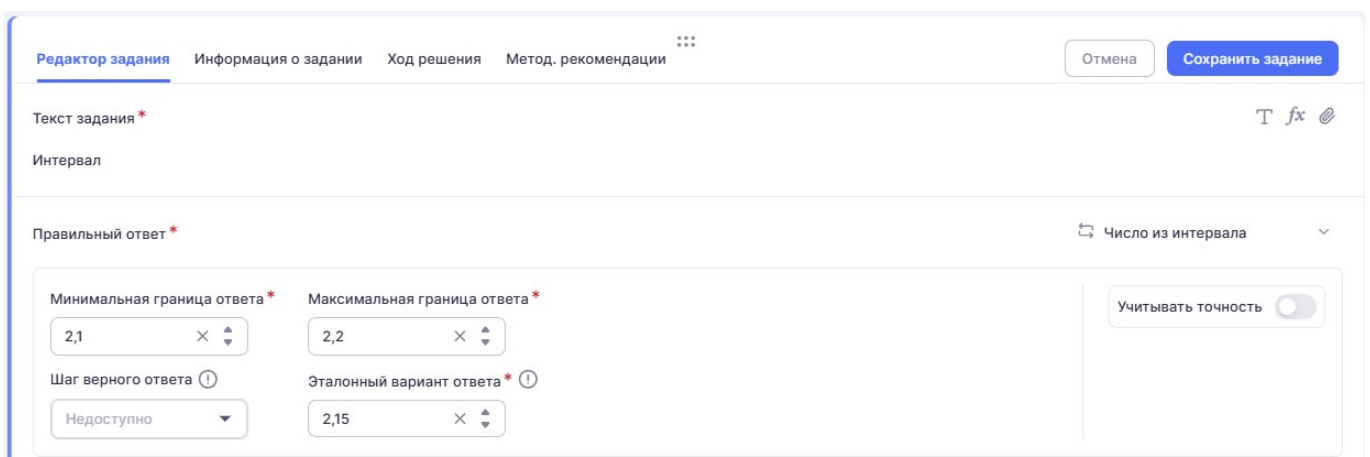 Редактор задания Информация о задании Ход решения Метод. рекомендации Отмена Сохранить задание
Текст задания * T fx
Интервал
Правильный ответ * Число из интервала
Минимальная граница ответа * Максимальная граница ответа * Учитывать точность
2,1 2,2
Шаг верного ответа Эталонный вариант ответа *
Недоступно 2,15